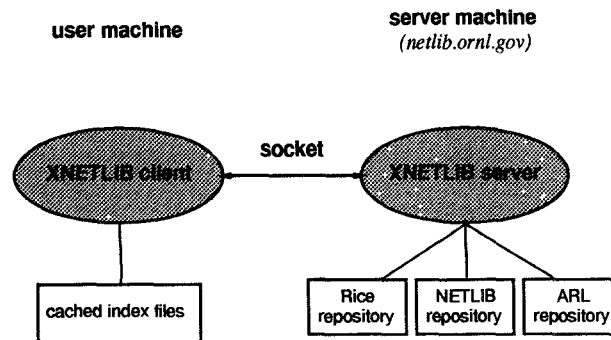 user machine
server machine
(netlib.ornl.gov)
XNETLIB client
socket
XNETLIB server
cached index files
Rice
repository
NETLIB
repository
ARL
repository